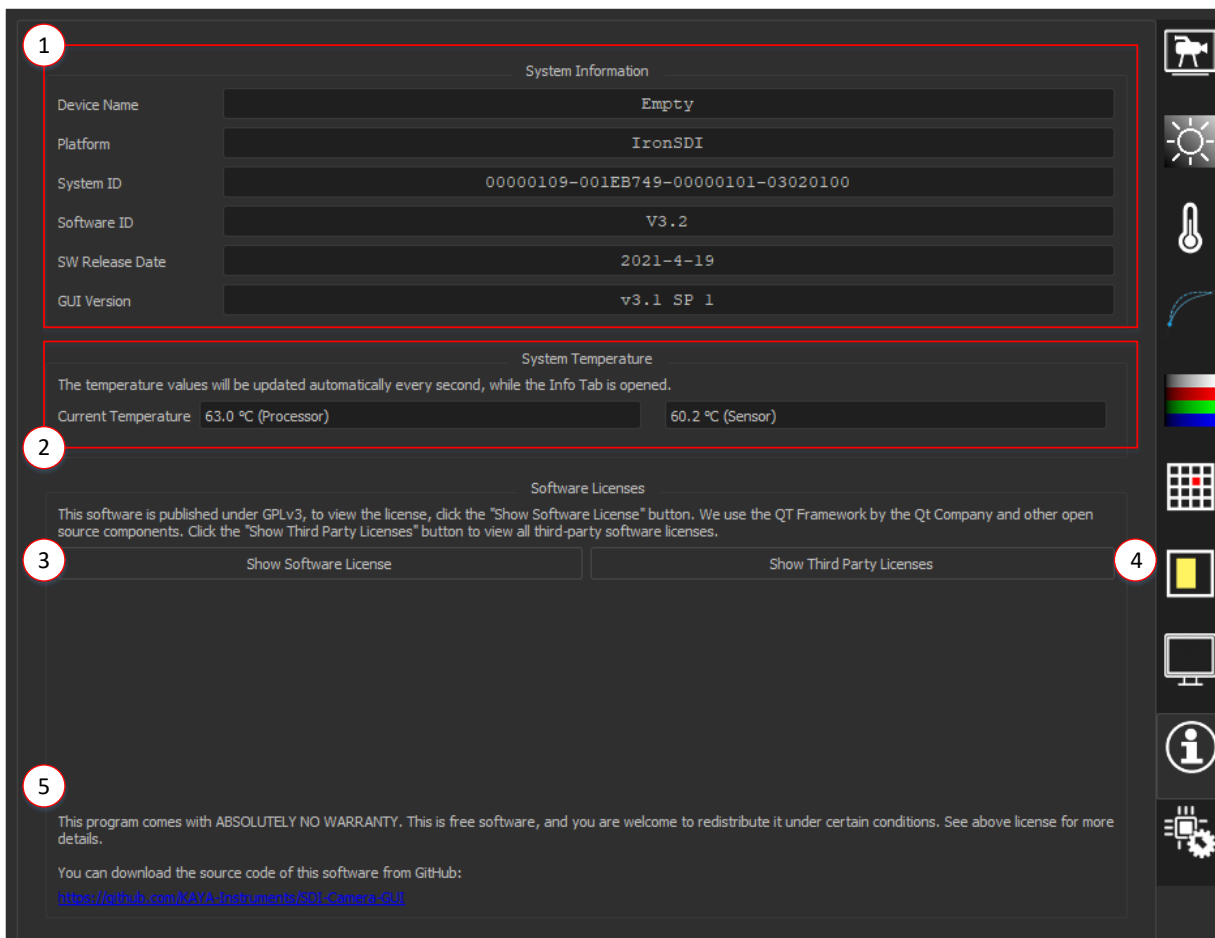 1
System Information
Device Name Empty
Platform IronSDI
System ID 00000109-001EB749-00000101-03020100
Software ID V3.2
SW Release Date 2021-4-19
GUI Version v3.1 SP 1
System Temperature
The temperature values will be updated automatically every second, while the Info Tab is opened.
Current Temperature 63.0 °C (Processor) 60.2 °C (Sensor)
2
Software Licenses
This software is published under GPLv3, to view the license, click the "Show Software License" button. We use the QT Framework by the Qt Company and other open
source components. Click the "Show Third Party Licenses" button to view all third-party software licenses.
3 Show Software License Show Third Party Licenses 4
5
This program comes with ABSOLUTELY NO WARRANTY. This is free software, and you are welcome to redistribute it under certain conditions. See above license for more
details.
You can download the source code of this software from GitHub:
https://github.com/KAYA-Instruments/SDI-Camera-GUI